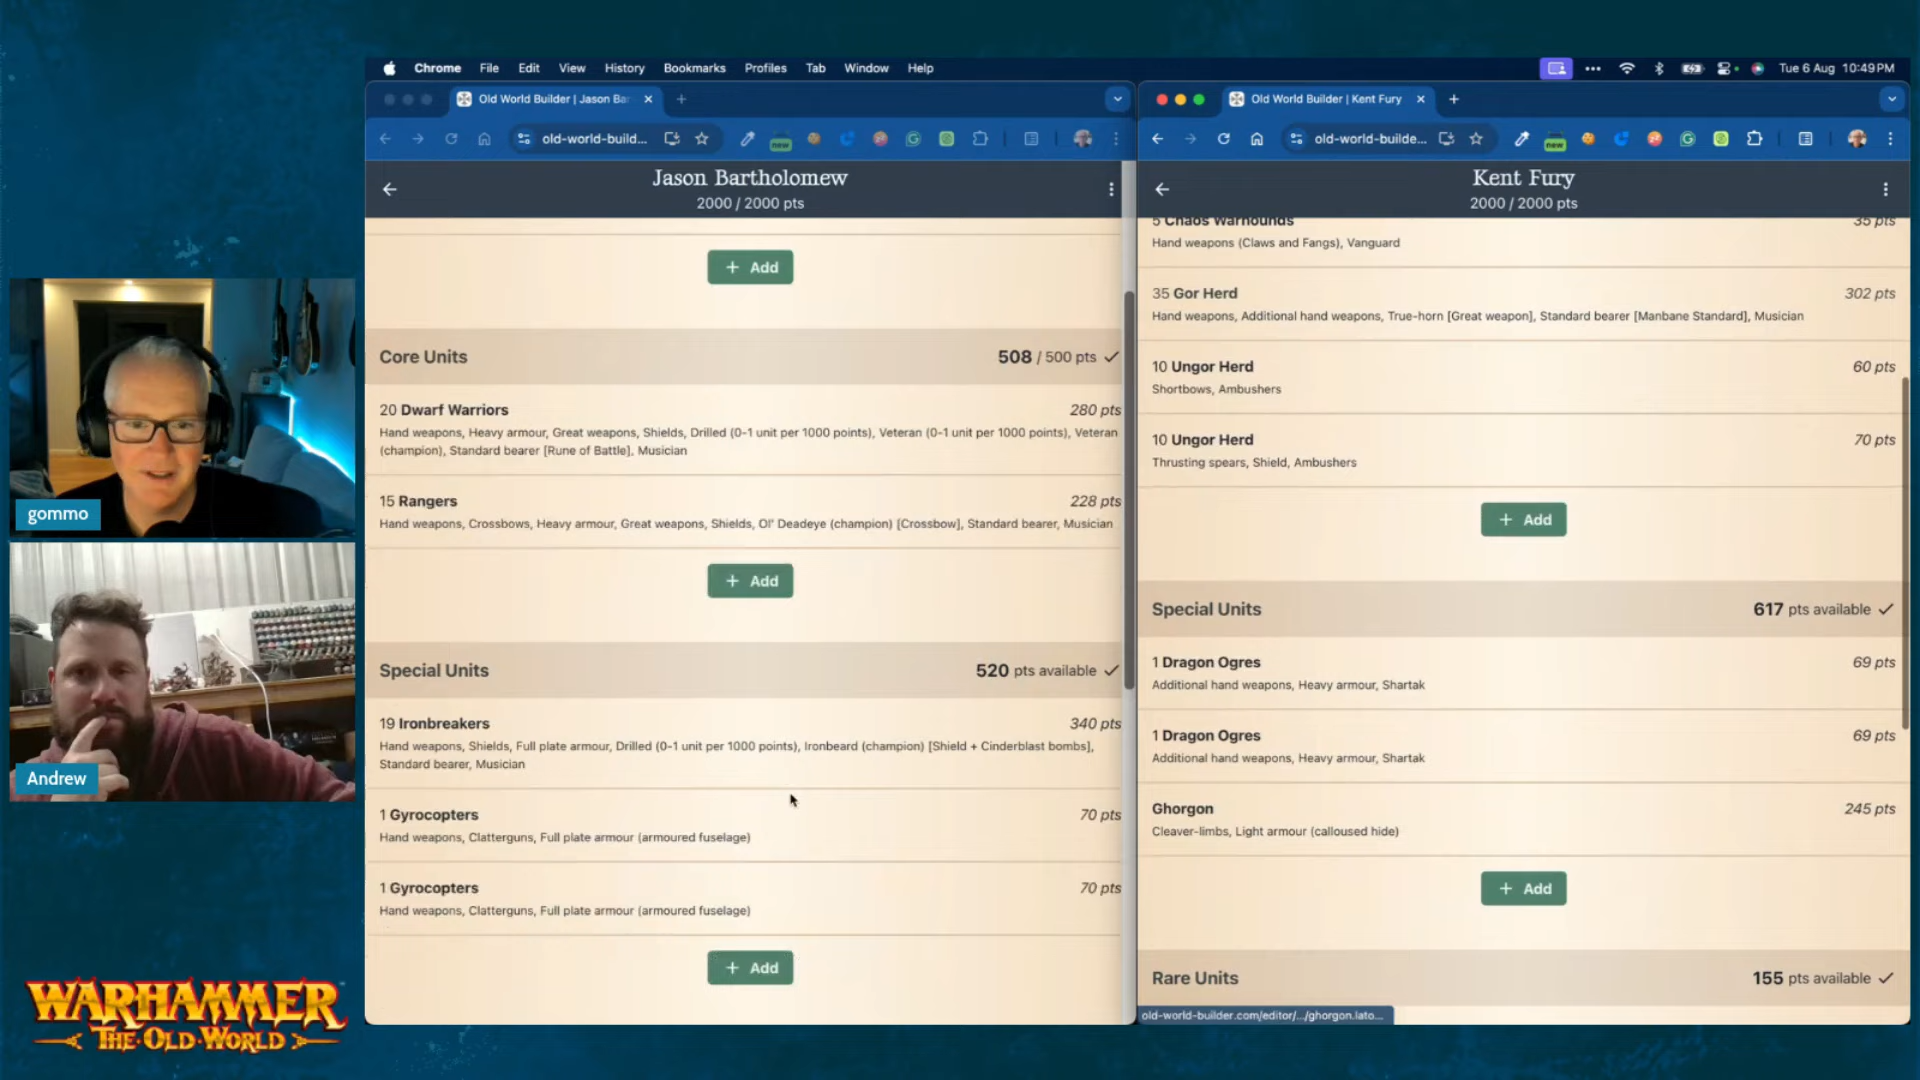 Chrome File Edit View History Bookmarks Profiles Tab Window Help
Tue 6 Aug 10:49 PM
Old World Builder | Jason Ba
old-world-build...
new
Jason Bartholomew
2000 / 2000 pts
+ Add
Core Units 508 / 500 pts
20 Dwarf Warriors 280 pts
Hand weapons, Heavy armour, Great weapons, Shields, Drilled (0-1 unit per 1000 points), Veteran (0-1 unit per 1000 points), Veteran
(champion), Standard bearer [Rune of Battle], Musician
15 Rangers 228 pts
Hand weapons, Crossbows, Heavy armour, Great weapons, Shields, Ol' Deadeye (champion) [Crossbow], Standard bearer, Musician
+ Add
Special Units 520 pts available
19 Ironbreakers 340 pts
Hand weapons, Shields, Full plate armour, Drilled (0-1 unit per 1000 points), Ironbeard (champion) [Shield + Cinderblast bombs],
Standard bearer, Musician
1 Gyrocopters 70 pts
Hand weapons, Clatterguns, Full plate armour (armoured fuselage)
1 Gyrocopters 70 pts
Hand weapons, Clatterguns, Full plate armour (armoured fuselage)
+ Add
Old World Builder | Kent Fury
old-world-builde...
new
Kent Fury
2000 / 2000 pts
5 Chaos Warhounds 35 pts
Hand weapons (Claws and Fangs), Vanguard
35 Gor Herd 302 pts
Hand weapons, Additional hand weapons, True-horn [Great weapon], Standard bearer [Manbane Standard], Musician
10 Ungor Herd 60 pts
Shortbows, Ambushers
10 Ungor Herd 70 pts
Thrusting spears, Shield, Ambushers
+ Add
Special Units 617 pts available
1 Dragon Ogres 69 pts
Additional hand weapons, Heavy armour, Shartak
1 Dragon Ogres 69 pts
Additional hand weapons, Heavy armour, Shartak
Ghorgon 245 pts
Cleaver-limbs, Light armour (calloused hide)
+ Add
Rare Units 155 pts available
old-world-builder.com/editor/.../ghorgon.lato...
gommo
Andrew
WARHAMMER
THE OLD WORLD